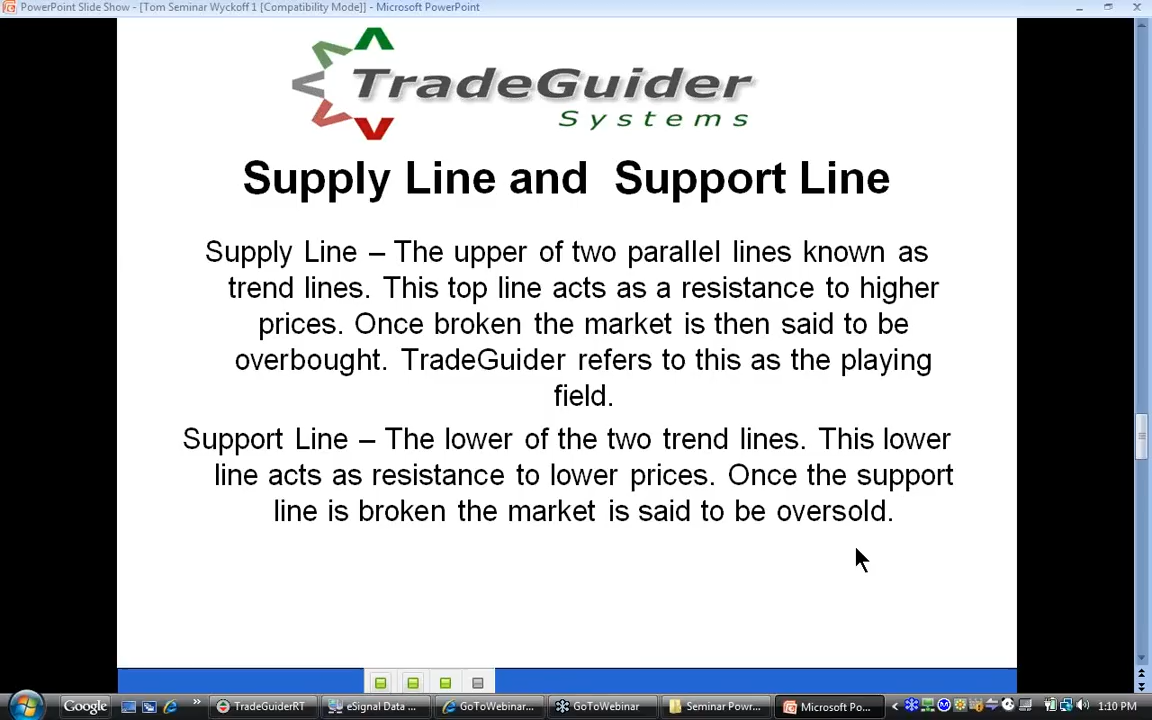 PowerPoint Slide Show - [Tom Seminar Wyckoff 1 [Compatibility Mode]] - Microsoft PowerPoint
TradeGuider
Systems
Supply Line and Support Line
Supply Line – The upper of two parallel lines known as
trend lines. This top line acts as a resistance to higher
prices. Once broken the market is then said to be
overbought. TradeGuider refers to this as the playing
field.
Support Line – The lower of the two trend lines. This lower
line acts as resistance to lower prices. Once the support
line is broken the market is said to be oversold.
Google
TradeGuiderRT
eSignal Data ...
GoToWebinar...
GoToWebinar
Seminar Powr...
Microsoft Po...
1:10 PM